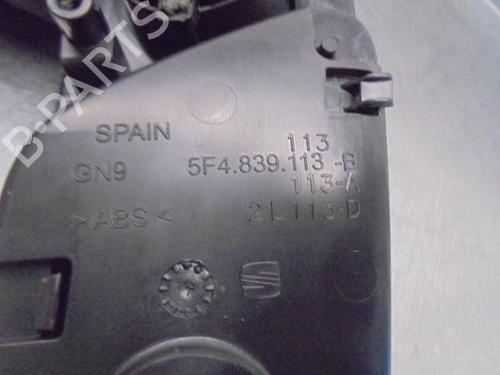 B-PARTS
SPAIN
113
GN9
5F4.839.113 -B
113-A
>ABS<
2L113-D